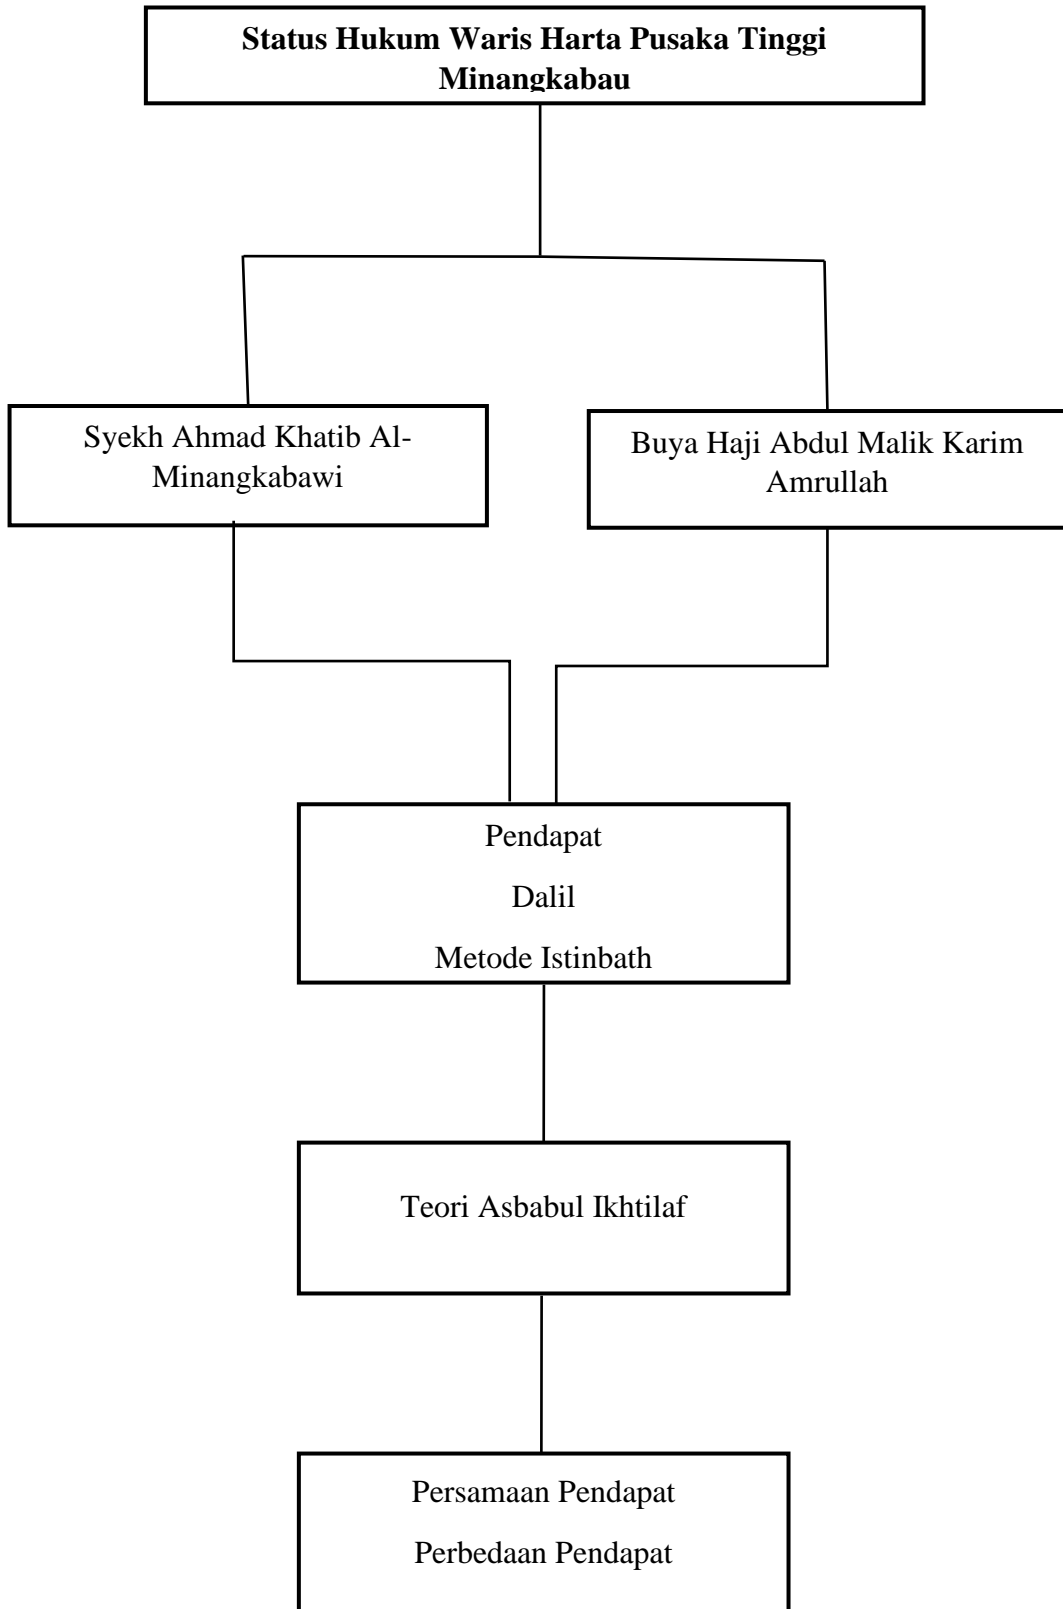 Status Hukum Waris Harta Pusaka Tinggi
Minangkabau
Syekh Ahmad Khatib Al-
Minangkabawi
Buya Haji Abdul Malik Karim
Amrullah
Pendapat
Dalil
Metode Istinbath
Teori Asbabul Ikhtilaf
Persamaan Pendapat
Perbedaan Pendapat